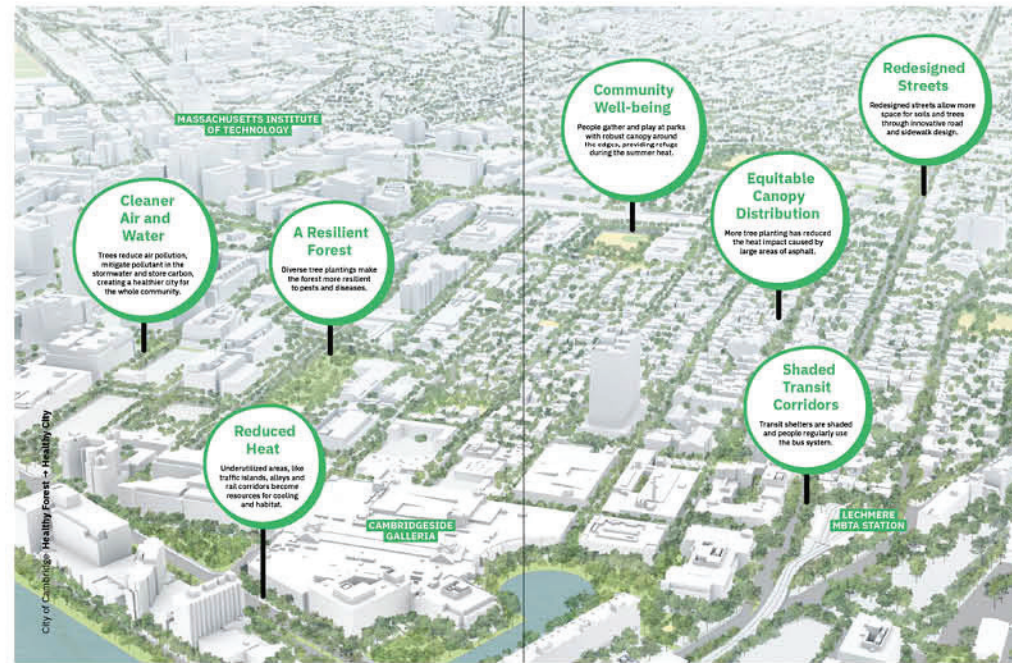 MASSACHUSETTS INSTITUTE
OF TECHNOLOGY
Cleaner
Air and
Water
Trees reduce air pollution,
mitigate pollutant in the
stormwater and store carbon,
creating a healthier city for
the whole community.
A Resilient
Forest
Diverse tree plantings make
the forest more resilient
to pests and diseases.
Reduced
Heat
Underutilized areas, like
traffic islands, alleys and
rail corridors become
resources for cooling
and habitat.
CAMBRIDGESIDE
GALLERIA
City of Cambridge Healthy Forest → Healthy City
Community
Well-being
People gather and play at parks
with robust canopy around
the edges, providing refuge
during the summer heat.
Redesigned
Streets
Redesigned streets allow more
space for soils and trees
through innovative road
and sidewalk design.
Equitable
Canopy
Distribution
More tree planting has reduced
the heat impact caused by
large areas of asphalt.
Shaded
Transit
Corridors
Transit shelters are shaded
and people regularly use
the bus system.
LECHMERE
MBTA STATION